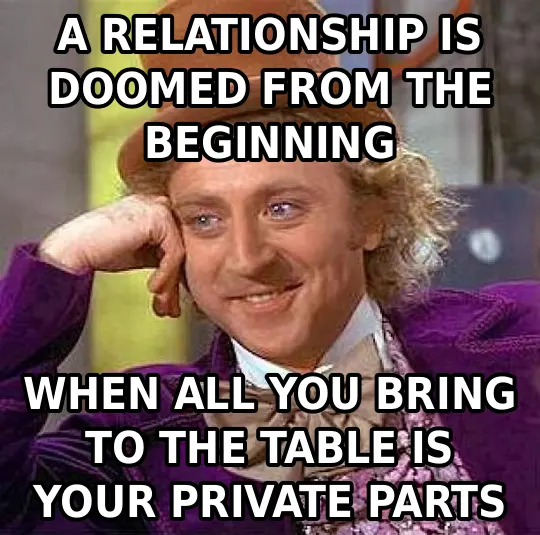 A RELATIONSHIP IS
DOOMED FROM THE
BEGINNING
WHEN ALL YOU BRING
TO THE TABLE IS
YOUR PRIVATE PARTS